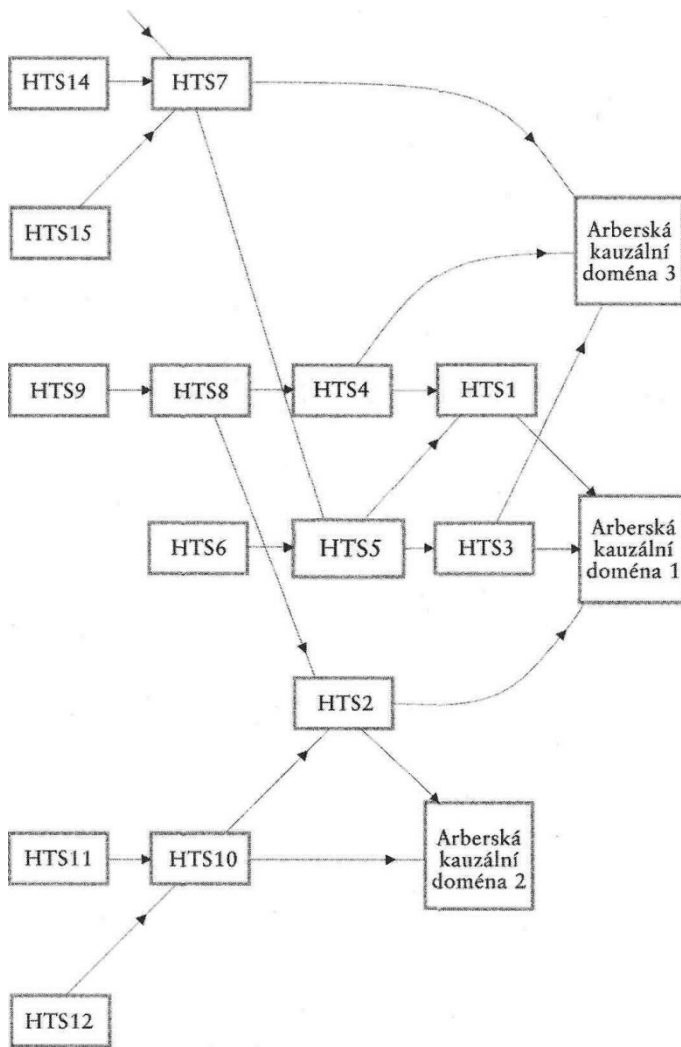 HTS14
HTS7
HTS15
Arberská
kauzální
doména 3
HTS9
HTS8
HTS4
HTS1
HTS6
HTS5
HTS3
Arberská
kauzální
doména 1
HTS2
HTS11
HTS10
Arberská
kauzální
doména 2
HTS12